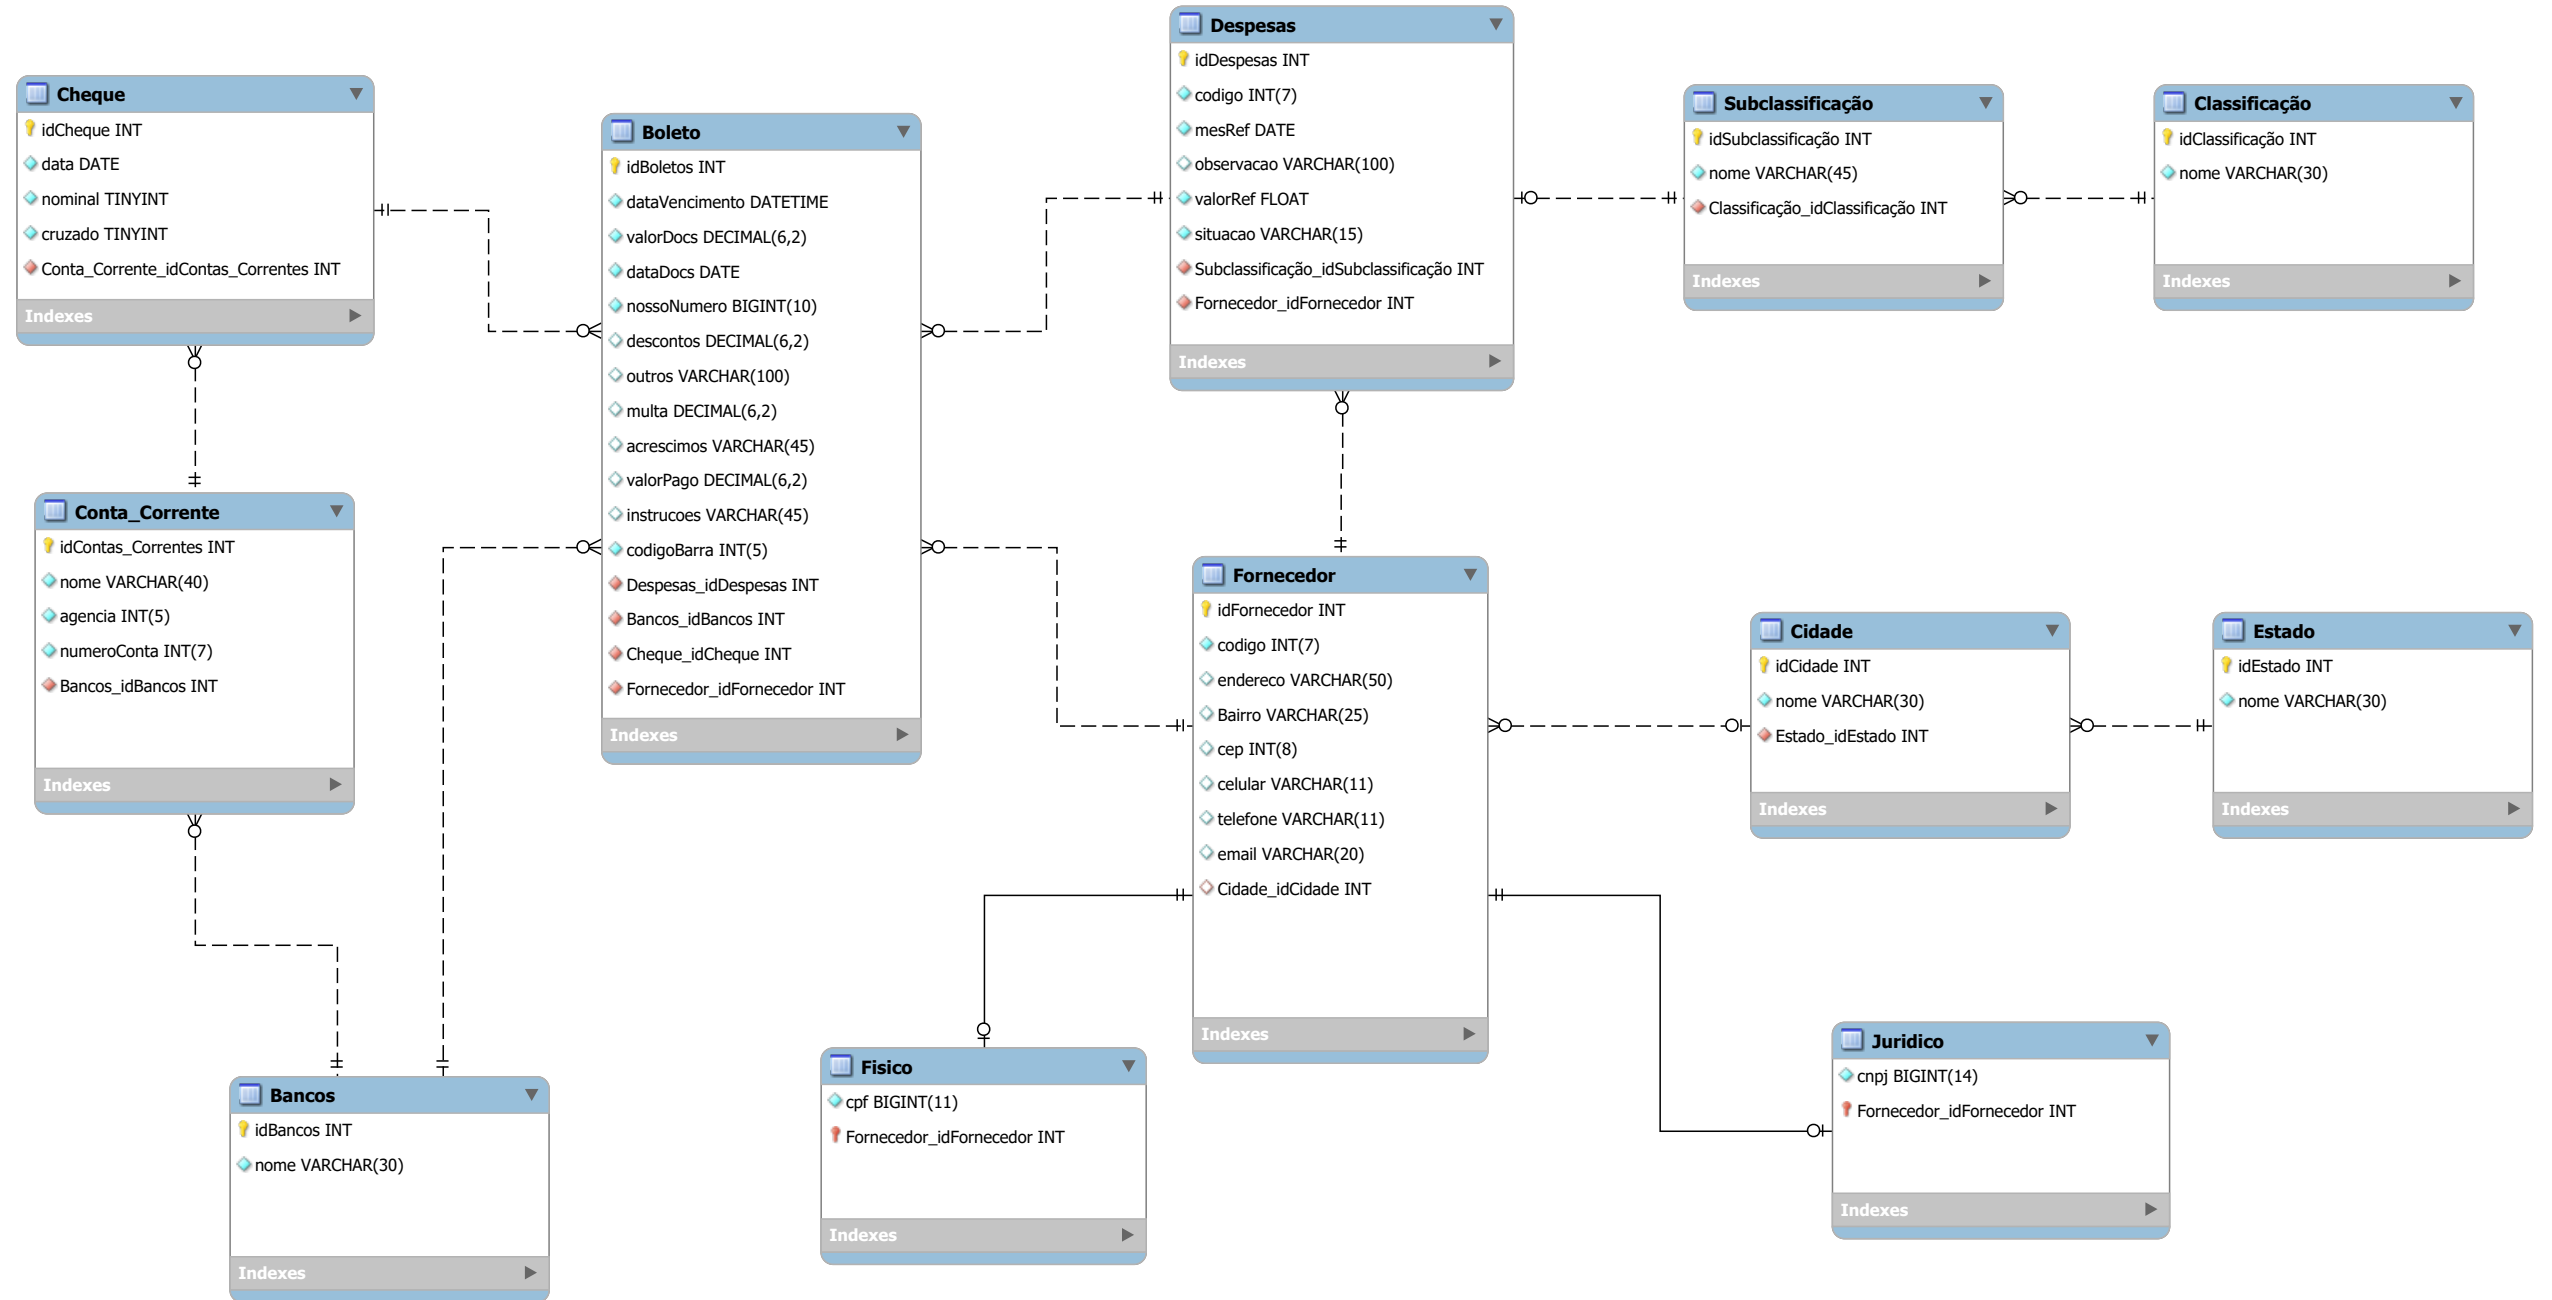 Cheque
idCheque INT
data DATE
nominal TINYINT
cruzado TINYINT
Conta_Corrente_idContas_Correntes INT
Indexes
Conta_Corrente
idContas_Correntes INT
nome VARCHAR(40)
agencia INT(5)
numeroConta INT(7)
Bancos_idBancos INT
Indexes
Bancos
idBancos INT
nome VARCHAR(30)
Indexes
Boleto
idBoletos INT
dataVencimento DATETIME
valorDocs DECIMAL(6,2)
dataDocs DATE
nossoNumero BIGINT(10)
descontos DECIMAL(6,2)
outros VARCHAR(100)
multa DECIMAL(6,2)
acrescimos VARCHAR(45)
valorPago DECIMAL(6,2)
instrucoes VARCHAR(45)
codigoBarra INT(5)
Despesas_idDespesas INT
Bancos_idBancos INT
Cheque_idCheque INT
Fornecedor_idFornecedor INT
Indexes
Despesas
idDespesas INT
codigo INT(7)
mesRef DATE
observacao VARCHAR(100)
valorRef FLOAT
situacao VARCHAR(15)
Subclassificação_idSubclassificação INT
Fornecedor_idFornecedor INT
Indexes
Subclassificação
idSubclassificação INT
nome VARCHAR(45)
Classificação_idClassificação INT
Indexes
Classificação
idClassificação INT
nome VARCHAR(30)
Indexes
Fornecedor
idFornecedor INT
codigo INT(7)
endereco VARCHAR(50)
Bairro VARCHAR(25)
cep INT(8)
celular VARCHAR(11)
telefone VARCHAR(11)
email VARCHAR(20)
Cidade_idCidade INT
Indexes
Cidade
idCidade INT
nome VARCHAR(30)
Estado_idEstado INT
Indexes
Estado
idEstado INT
nome VARCHAR(30)
Indexes
Fisico
cpf BIGINT(11)
Fornecedor_idFornecedor INT
Indexes
Juridico
cnpj BIGINT(14)
Fornecedor_idFornecedor INT
Indexes